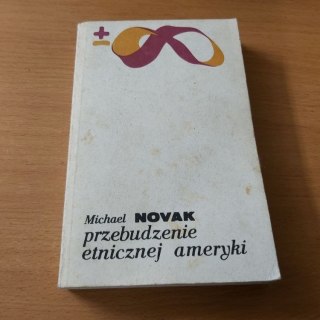 ±∞
Michael NOVAK
przebudzenie
etnicznej ameryki